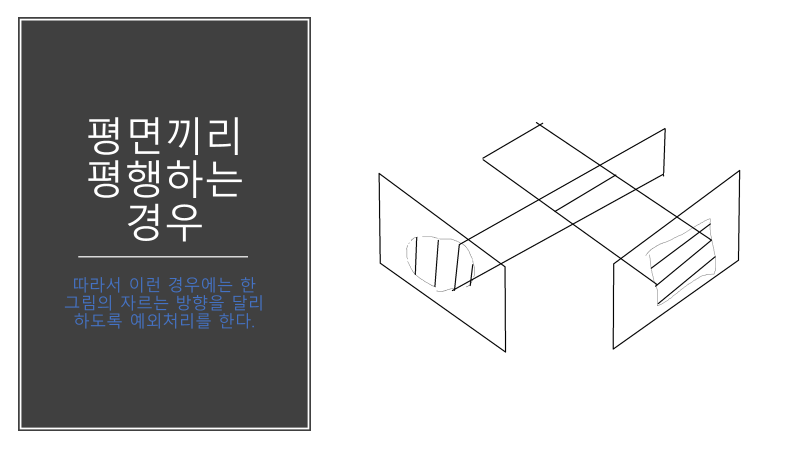 평면끼리
평행하는
경우
따라서 이런 경우에는 한
그림의 자르는 방향을 달리
하도록 예외처리를 한다.